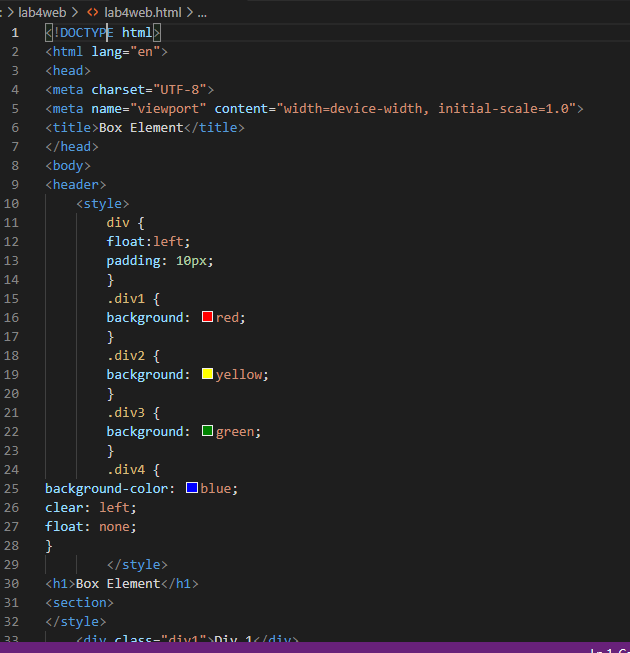 : > lab4web > <> lab4web.html > ...
1 <!DOCTYPE html>
2 <html lang="en">
3 <head>
4 <meta charset="UTF-8">
5 <meta name="viewport" content="width=device-width, initial-scale=1.0">
6 <title>Box Element</title>
7 </head>
8 <body>
9 <header>
10     <style>
11         div {
12         float:left;
13         padding: 10px;
14         }
15         .div1 {
16         background: red;
17         }
18         .div2 {
19         background: yellow;
20         }
21         .div3 {
22         background: green;
23         }
24         .div4 {
25 background-color: blue;
26 clear: left;
27 float: none;
28 }
29         </style>
30 <h1>Box Element</h1>
31 <section>
32 </style>
33     <div class="div1">Div 1</div>